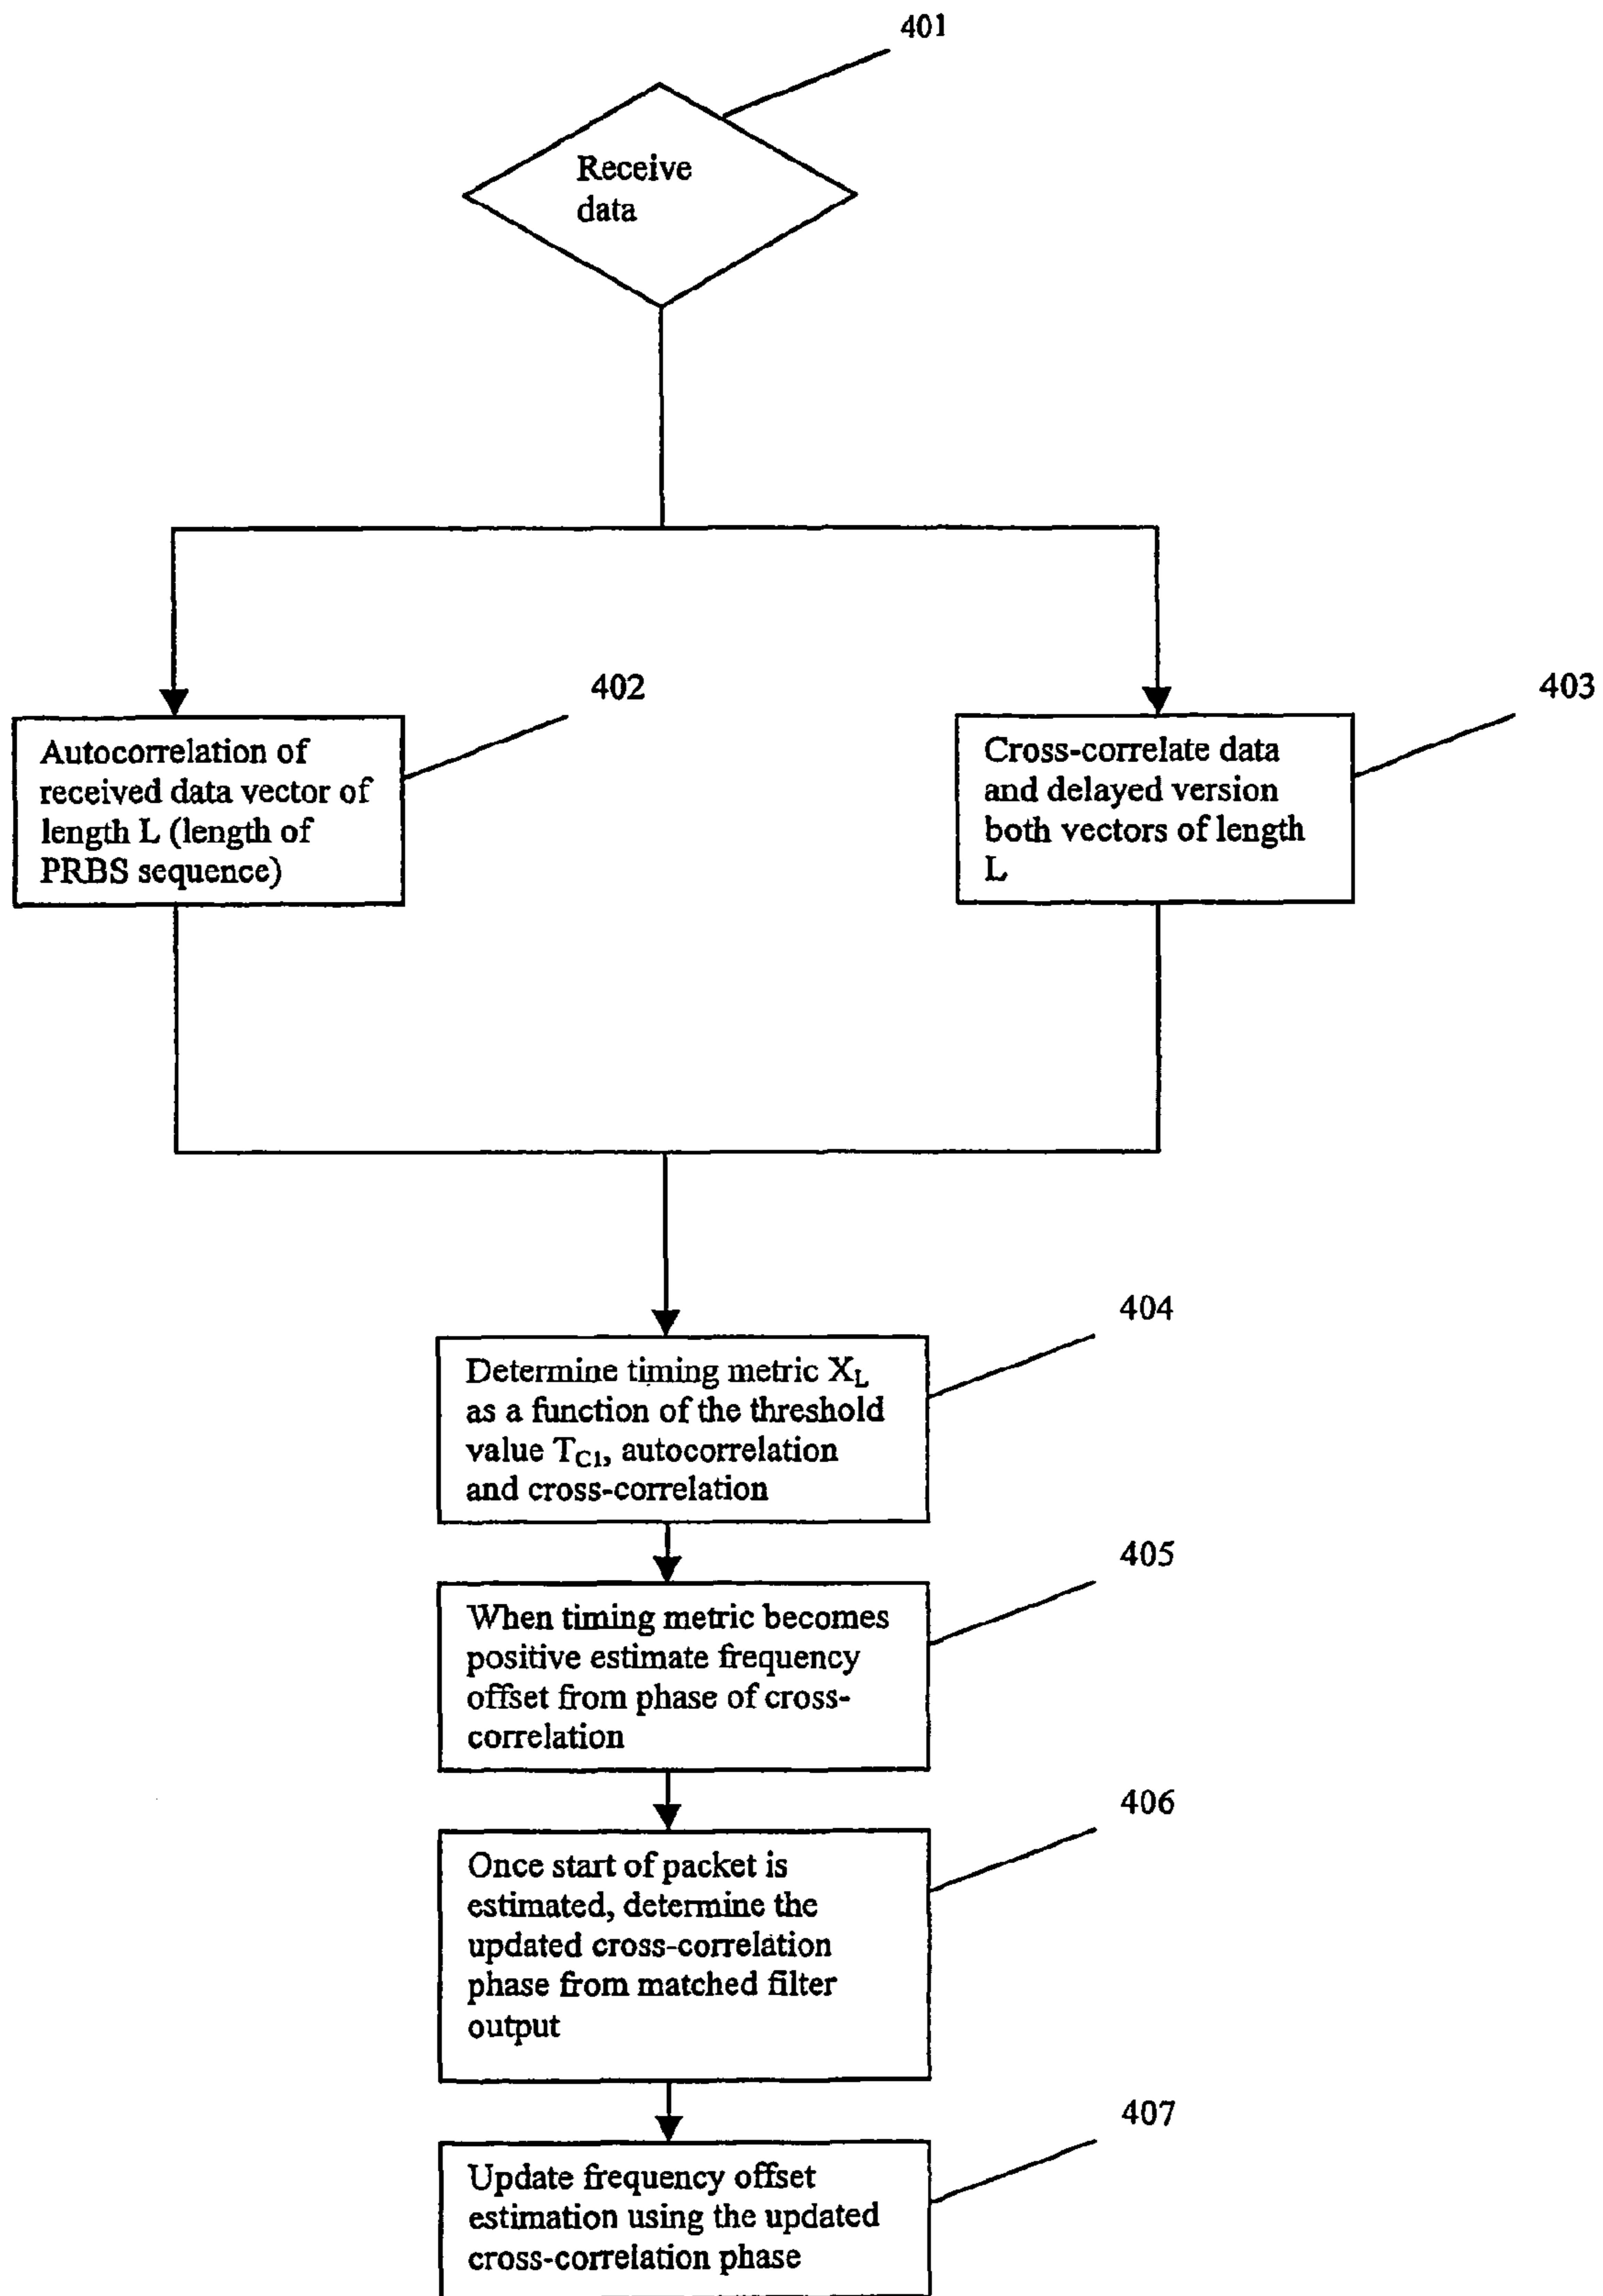 401
Receive
data
402
403
Autocorrelation of
received data vector of
length L (length of
PRBS sequence)
Cross-correlate data
and delayed version
both vectors of length
L
404
Determine timing metric XL
as a function of the threshold
value TC1, autocorrelation
and cross-correlation
405
When timing metric becomes
positive estimate frequency
offset from phase of cross-
correlation
406
Once start of packet is
estimated, determine the
updated cross-correlation
phase from matched filter
output
407
Update frequency offset
estimation using the updated
cross-correlation phase